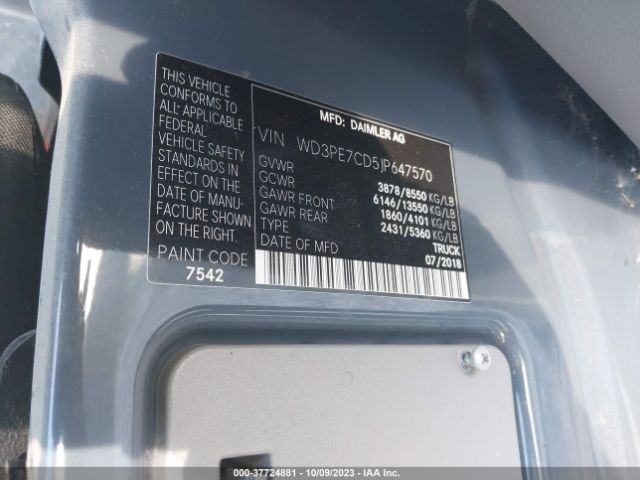 THIS VEHICLE
CONFORMS TO
ALL: APPLICABLE
FEDERAL
VEHICLE SAFETY
STANDARDS IN
EFFECT ON THE
DATE OF MANU-
FACTURE SHOWN
ON THE RIGHT.
PAINT CODE
7542
MFD: DAIMLER AG
VIN WD3PE7CD5JP647570
GVWR 3878/8550 KG/LB
GCWR 6146/13550 KG/LB
GAWR FRONT 1860/4101 KG/LB
GAWR REAR 2431/5360 KG/LB
TYPE TRUCK
DATE OF MFD 07/2018
000-37724881 - 10/09/2023 - IAA Inc.